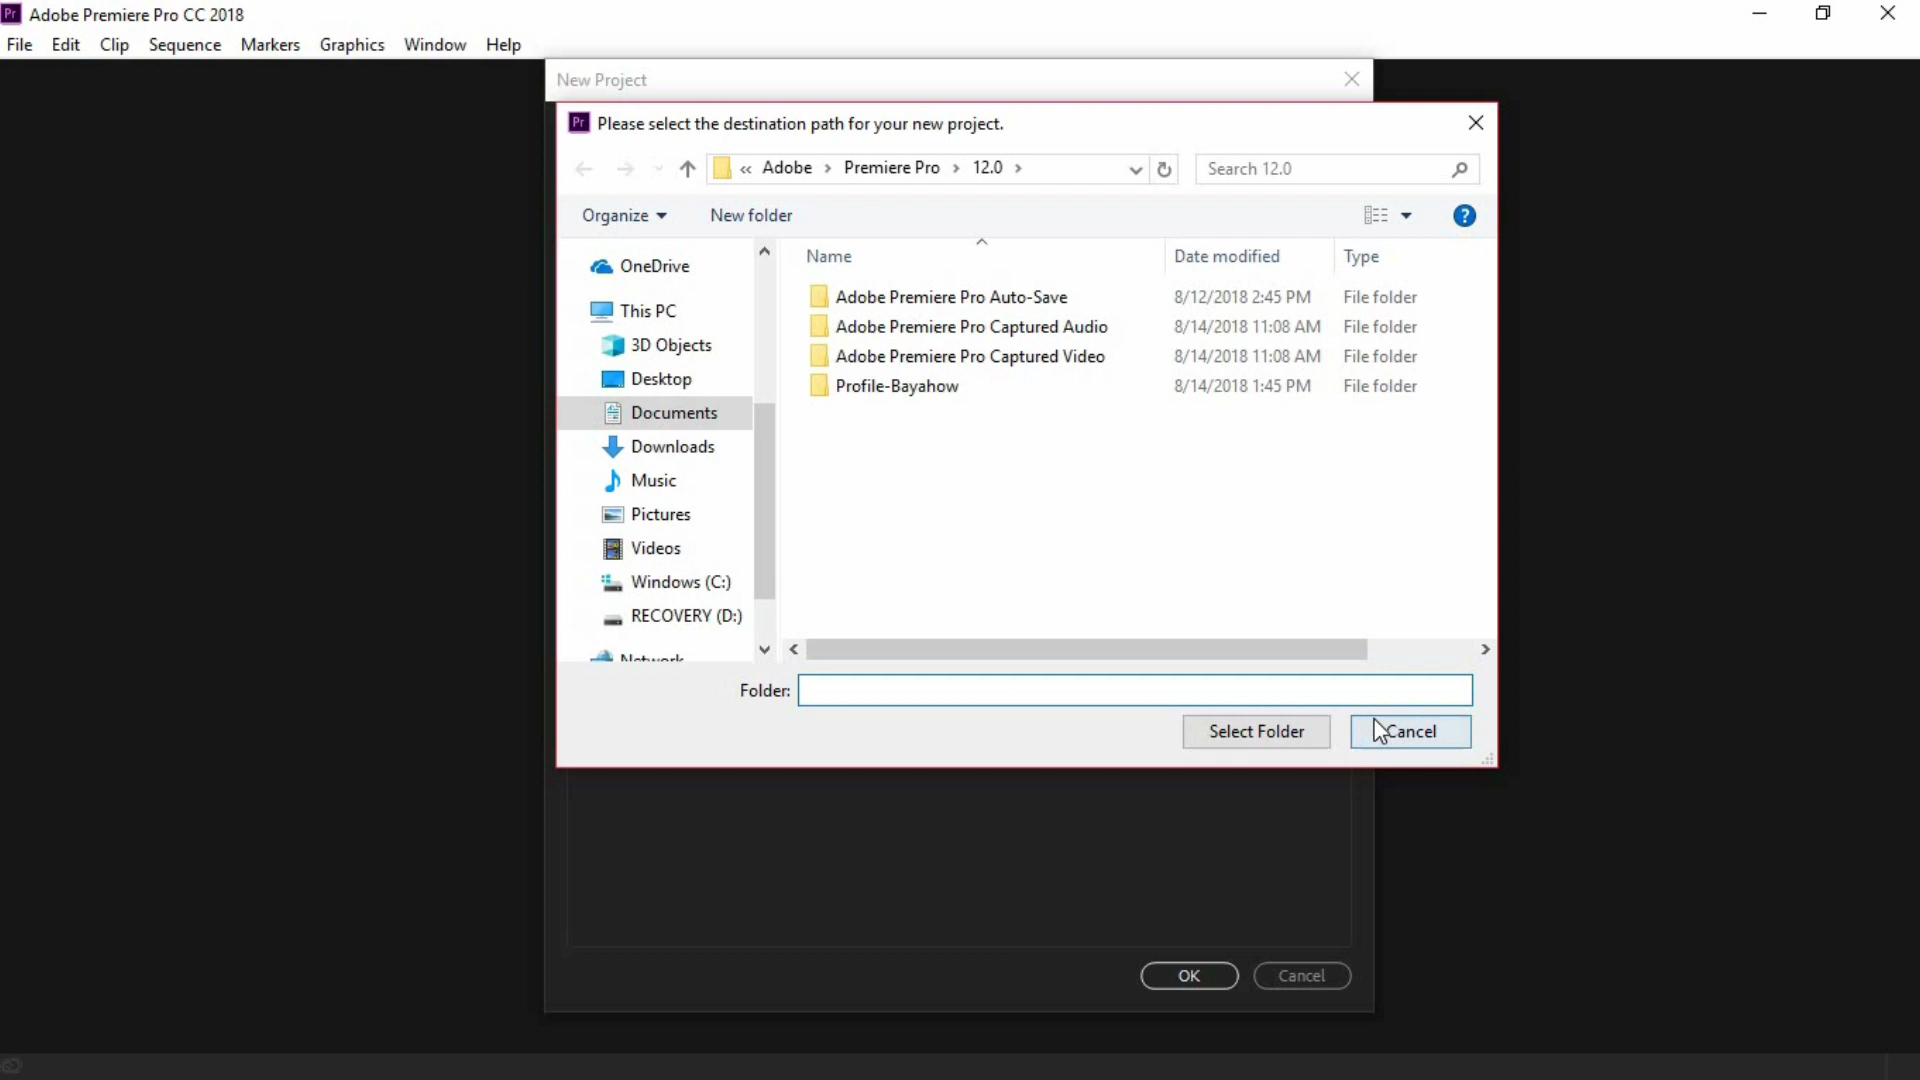 Pr Adobe Premiere Pro CC 2018
File Edit Clip Sequence Markers Graphics Window Help
New Project
Pr Please select the destination path for your new project.
« Adobe › Premiere Pro › 12.0 ›
Search 12.0
Organize
New folder
Name Date modified Type
OneDrive
This PC
3D Objects
Desktop
Documents
Downloads
Music
Pictures
Videos
Windows (C:)
RECOVERY (D:)
Network
Adobe Premiere Pro Auto-Save 8/12/2018 2:45 PM File folder
Adobe Premiere Pro Captured Audio 8/14/2018 11:08 AM File folder
Adobe Premiere Pro Captured Video 8/14/2018 11:08 AM File folder
Profile-Bayahow 8/14/2018 1:45 PM File folder
Folder:
Select Folder Cancel
OK Cancel